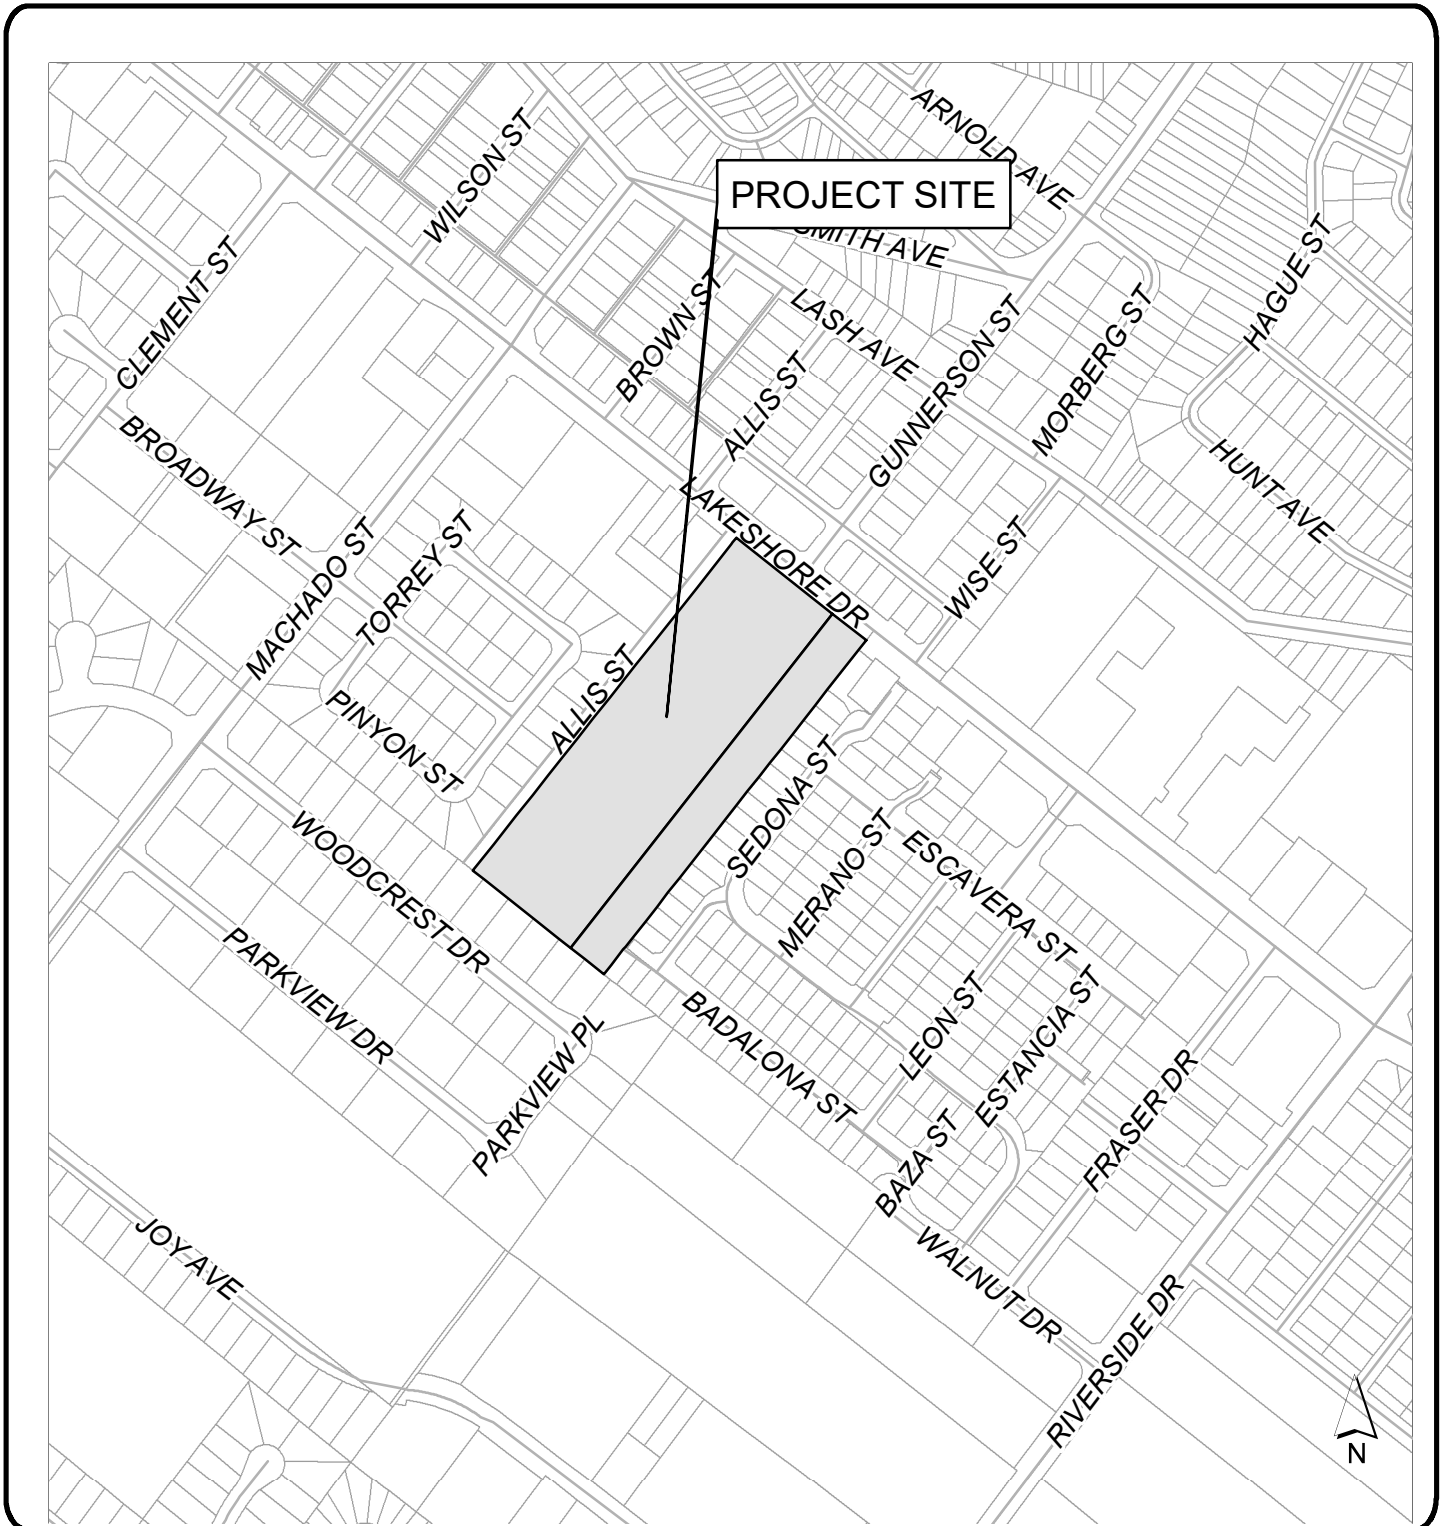 ARNOLD AVE
WILSON ST
PROJECT SITE
SMITH AVE
CLEMENT ST
HAGUE ST
BROWN ST
LASH AVE
GUNNERSON ST
MORBERG ST
ALLIS ST
BROADWAY ST
HUNT AVE
LAKESHORE DR
MACHADO ST
TORREY ST
WISE ST
ALLIS ST
PINYON ST
SEDONA ST
WOODCREST DR
MERANO ST
ESCAVERA ST
PARKVIEW DR
BADALONA ST
LEON ST
ESTANCIA ST
PARKVIEW PL
FRASER DR
BAZA ST
JOY AVE
WALNUT DR
RIVERSIDE DR
N